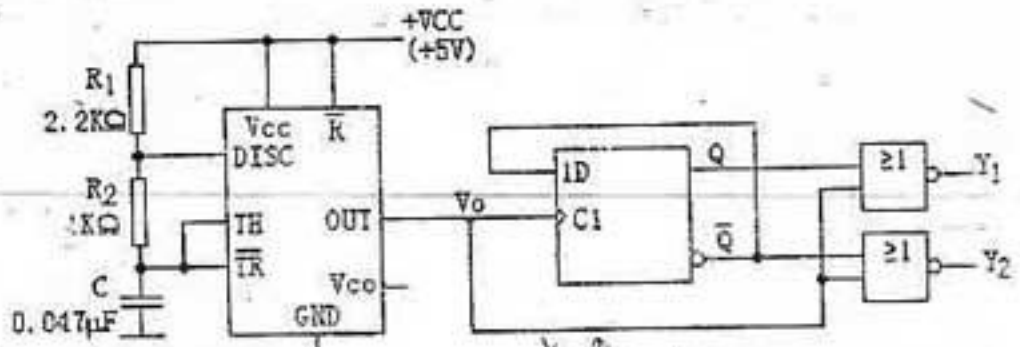 +VCC
(+5V)
R1
2.2KΩ
Vcc
R̅
DISC
1D
Q
≥1
Y1
R2
TH
OUT
Vo
C1
T̅R̅
Q̅
≥1
Y2
C
Vco
0.047μF
GND